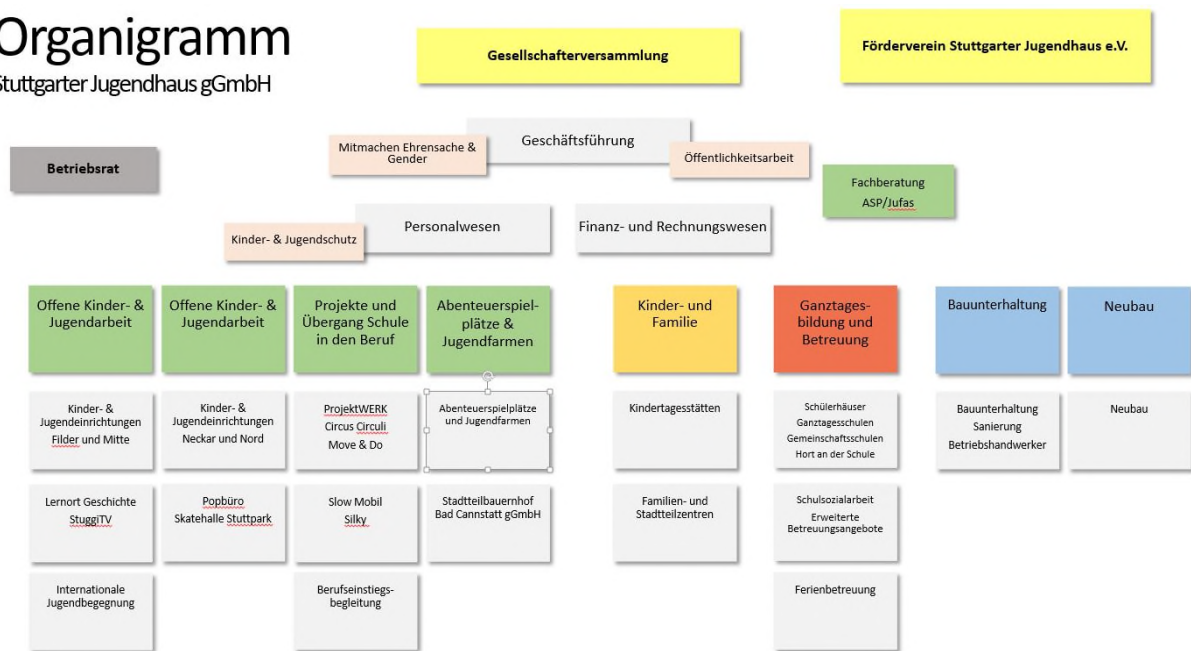 Organigramm
Stuttgarter Jugendhaus gGmbH
Gesellschafterversammlung
Förderverein Stuttgarter Jugendhaus e.V.
Betriebsrat
Mitmachen Ehrensache &
Gender
Geschäftsführung
Öffentlichkeitsarbeit
Fachberatung
ASP/Jufas
Kinder- & Jugendschutz
Personalwesen
Finanz- und Rechnungswesen
Offene Kinder- &
Jugendarbeit
Offene Kinder- &
Jugendarbeit
Projekte und
Übergang Schule
in den Beruf
Abenteuerspiel-
plätze &
Jugendfarmen
Kinder- und
Familie
Ganztages-
bildung und
Betreuung
Bauunterhaltung
Neubau
Kinder- &
Jugendeinrichtungen
Filder und Mitte
Kinder- &
Jugendeinrichtungen
Neckar und Nord
ProjektWERK
Circus Circuli
Move & Do
Abenteuerspielplätze
und Jugendfarmen
Kindertagesstätten
Schülerhäuser
Ganztagesschulen
Gemeinschaftsschulen
Hort an der Schule
Bauunterhaltung
Sanierung
Betriebshandwerker
Neubau
Lernort Geschichte
StuggiTV
Popbüro
Skatehalle Stuttpark
Slow Mobil
Silky
Stadtteilbauernhof
Bad Cannstatt gGmbH
Familien- und
Stadtteilzentren
Schulsozialarbeit
Erweiterte
Betreuungsangebote
Internationale
Jugendbegegnung
Berufseinstiegs-
begleitung
Ferienbetreuung